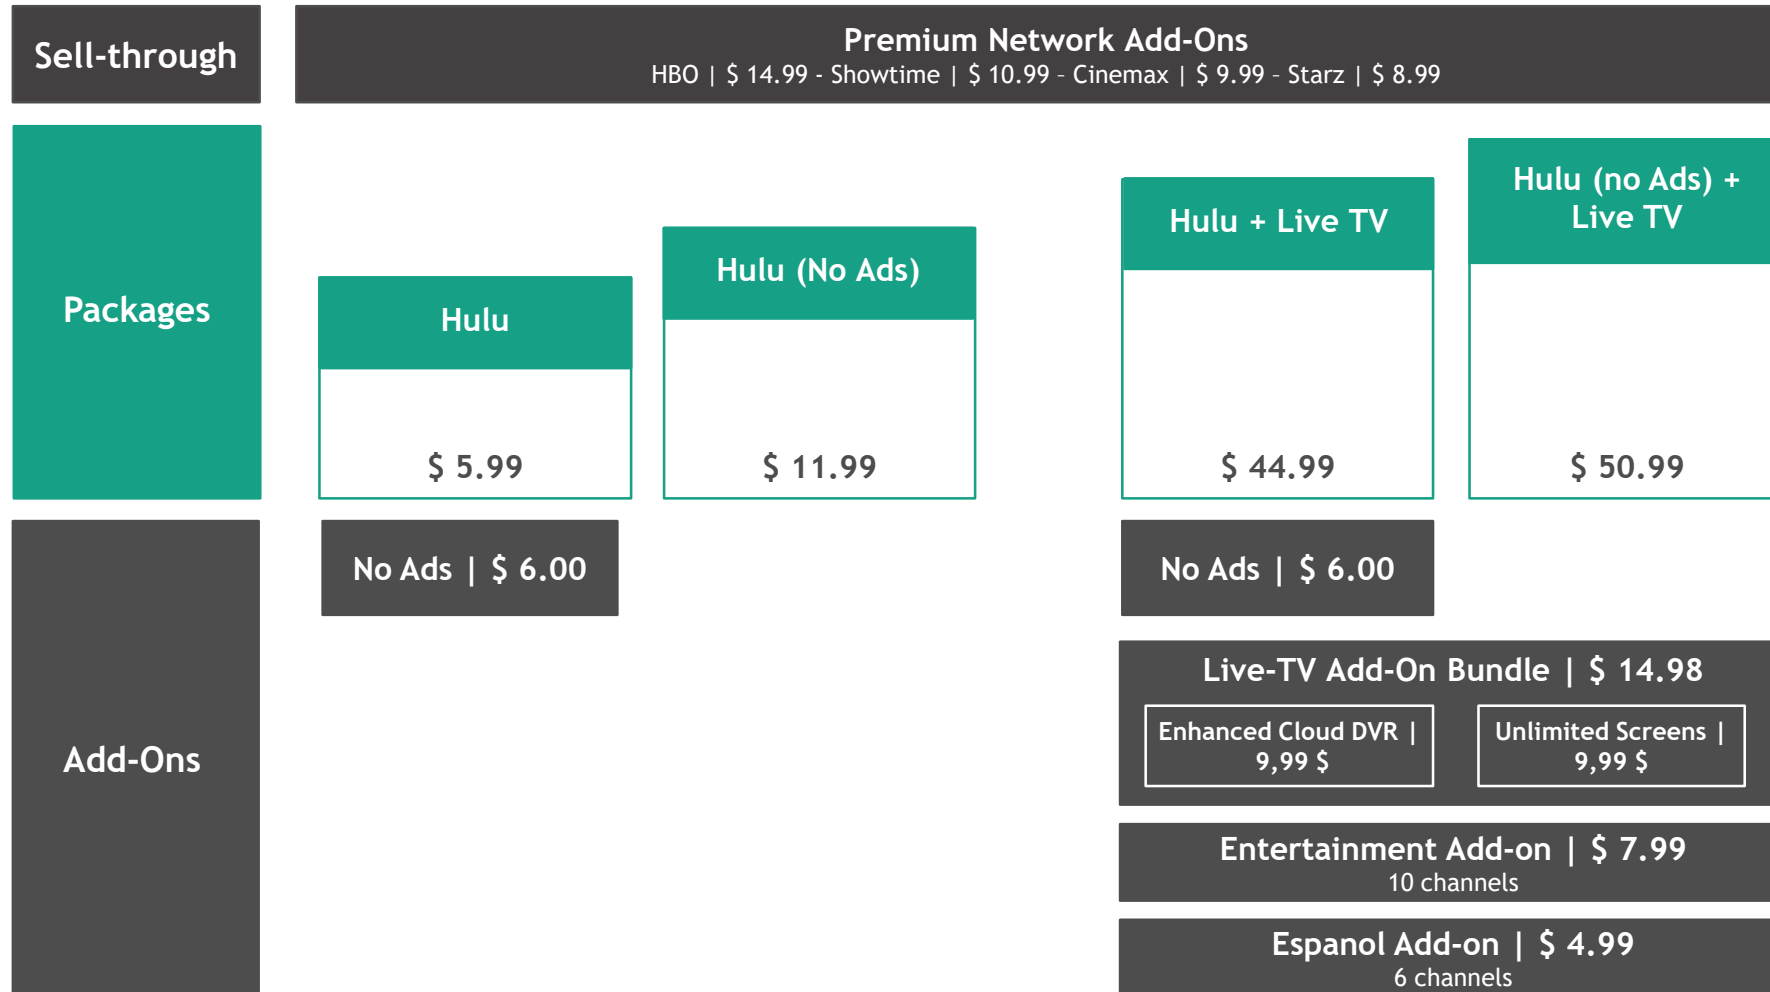 Sell-through
Premium Network Add-Ons
HBO | $ 14.99 - Showtime | $ 10.99 – Cinemax | $ 9.99 – Starz | $ 8.99
Packages
Hulu
$ 5.99
Hulu (No Ads)
$ 11.99
Hulu + Live TV
$ 44.99
Hulu (no Ads) +
Live TV
$ 50.99
Add-Ons
No Ads | $ 6.00
No Ads | $ 6.00
Live-TV Add-On Bundle | $ 14.98
Enhanced Cloud DVR |
9,99 $
Unlimited Screens |
9,99 $
Entertainment Add-on | $ 7.99
10 channels
Espanol Add-on | $ 4.99
6 channels